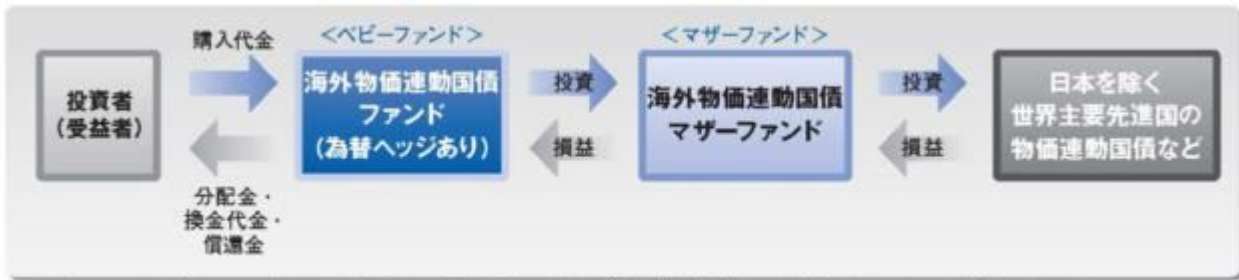 購入代金
<ベビーファンド>
<マザーファンド>
投資者
(受益者)
海外物価連動国債
ファンド
(為替ヘッジあり)
投資
損益
海外物価連動国債
マザーファンド
投資
損益
日本を除く
世界主要先進国の
物価連動国債など
分配金・
換金代金・
償還金